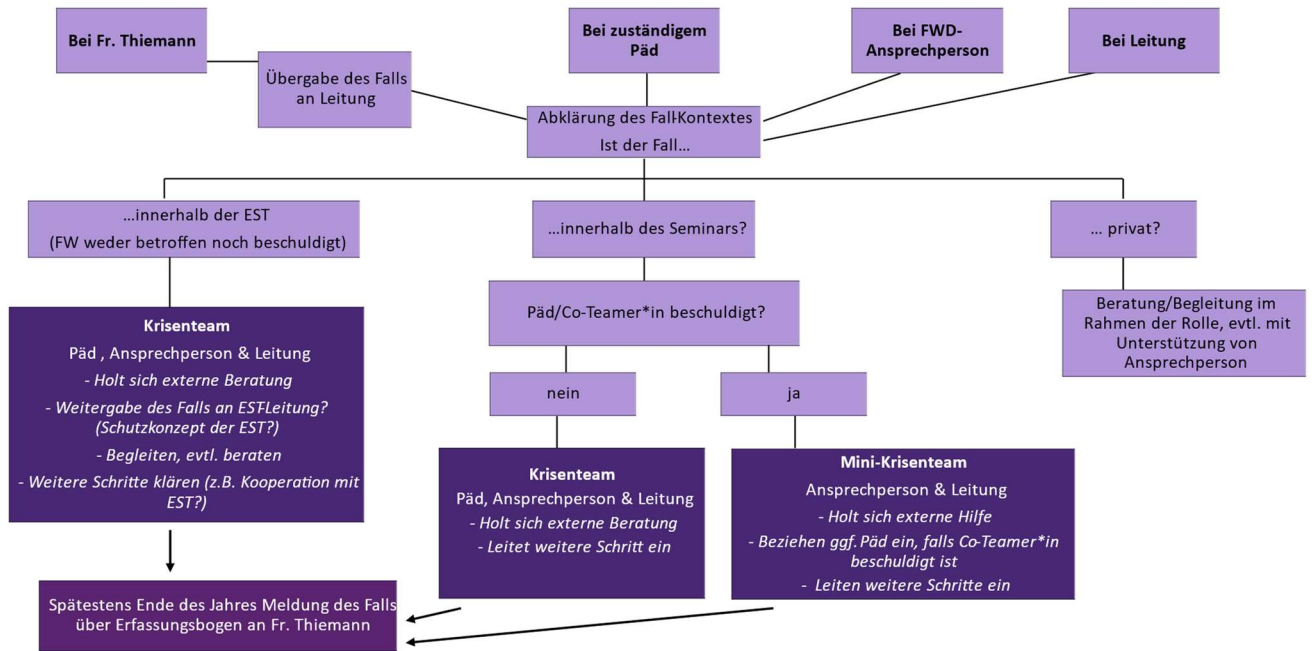 Bei Fr. Thiemann
Bei zuständigem
Päd
Bei FWD-
Ansprechperson
Bei Leitung
Übergabe des Falls
an Leitung
Abklärung des Fall-Kontextes
Ist der Fall…
…innerhalb der EST
(FW weder betroffen noch beschuldigt)
…innerhalb des Seminars?
… privat?
Päd/Co-Teamer*in beschuldigt?
Beratung/Begleitung im
Rahmen der Rolle, evtl. mit
Unterstützung von
Ansprechperson
nein
ja
Krisenteam
Päd , Ansprechperson & Leitung
- Holt sich externe Beratung
- Weitergabe des Falls an EST-Leitung?
(Schutzkonzept der EST?)
- Begleiten, evtl. beraten
- Weitere Schritte klären (z.B. Kooperation mit
EST?)
Krisenteam
Päd, Ansprechperson & Leitung
- Holt sich externe Beratung
- Leitet weitere Schritt ein
Mini-Krisenteam
Ansprechperson & Leitung
- Holt sich externe Hilfe
- Beziehen ggf. Päd ein, falls Co-Teamer*in
beschuldigt ist
- Leiten weitere Schritte ein
Spätestens Ende des Jahres Meldung des Falls
über Erfassungsbogen an Fr. Thiemann